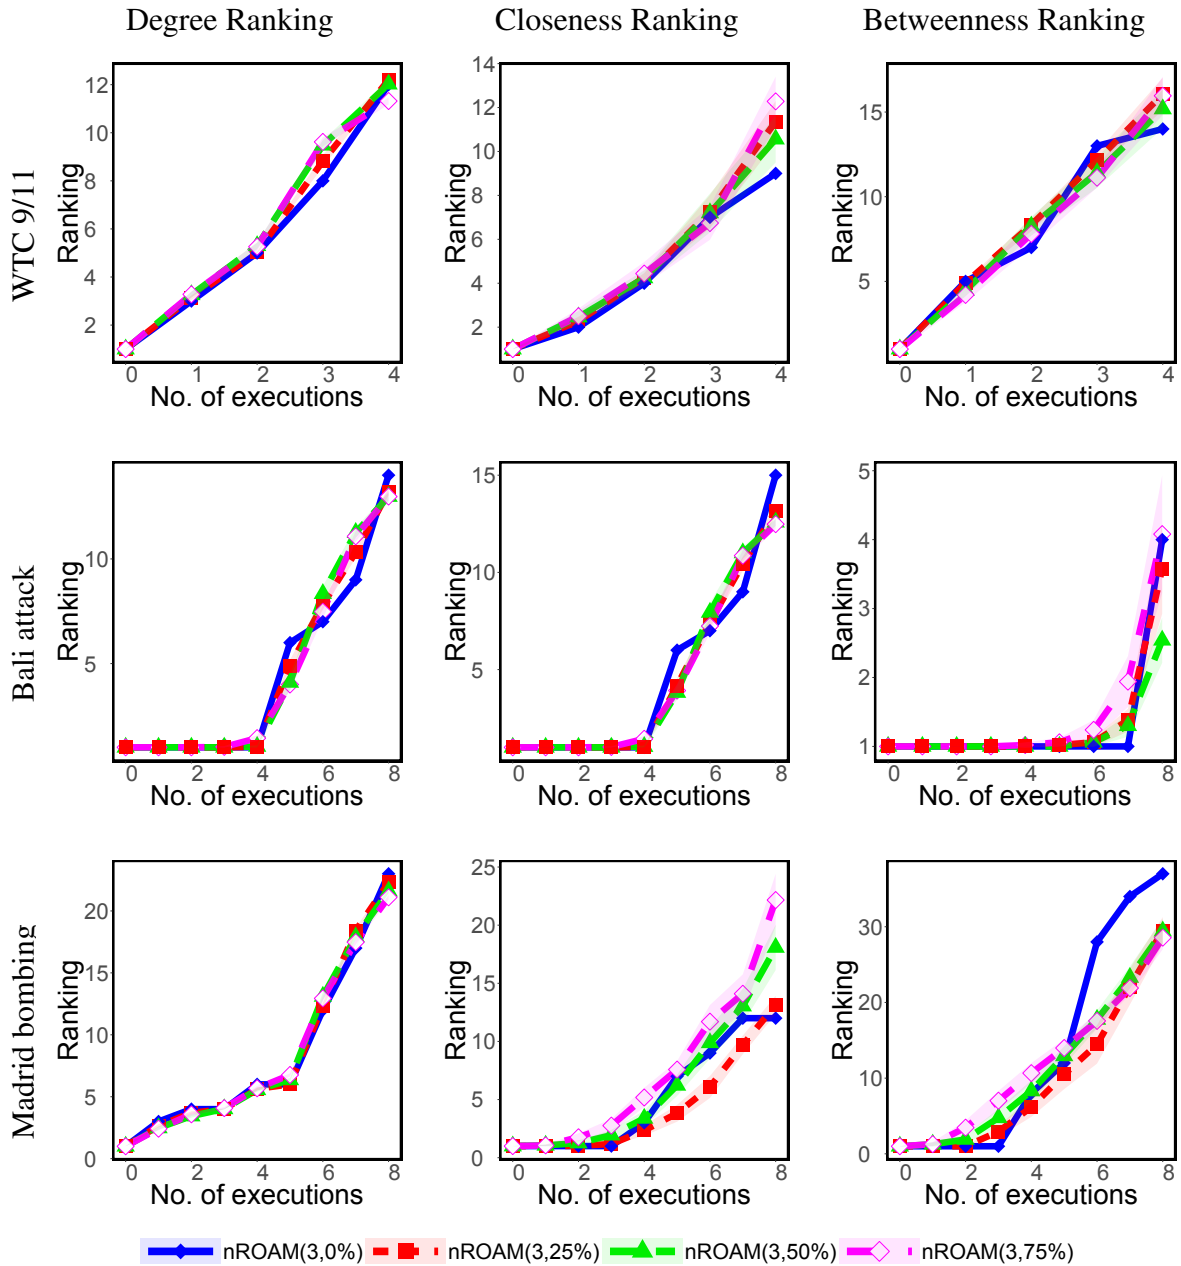 Degree Ranking Closeness Ranking Betweenness Ranking
WTC 9/11
Ranking
12
10
8
6
4
2
0 1 2 3 4
No. of executions
Ranking
14
12
10
8
6
4
2
0 1 2 3 4
No. of executions
Ranking
15
10
5
0 1 2 3 4
No. of executions
Bali attack
Ranking
10
5
0 2 4 6 8
No. of executions
Ranking
15
10
5
0 2 4 6 8
No. of executions
Ranking
5
4
3
2
1
0 2 4 6 8
No. of executions
Madrid bombing
Ranking
20
15
10
5
0
0 2 4 6 8
No. of executions
Ranking
25
20
15
10
5
0
0 2 4 6 8
No. of executions
Ranking
30
20
10
0
0 2 4 6 8
No. of executions
nROAM(3,0%) nROAM(3,25%) nROAM(3,50%) nROAM(3,75%)